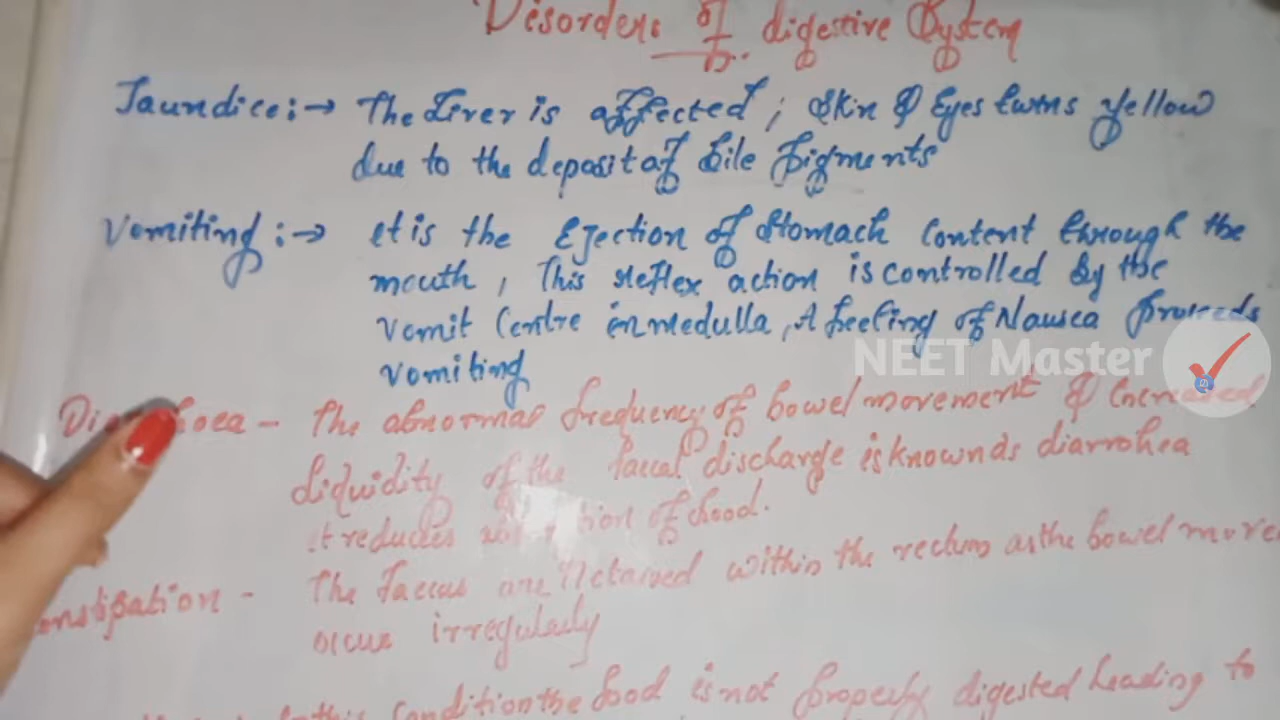 Disorders of digestive System
Jaundice:→ The Liver is affected, Skin & Eyes turns yellow
due to the deposit of Bile Pigments
Vomiting:→ It is the Ejection of Stomach Content through the
mouth, This reflex action is controlled by the
Vomit Centre in medulla, A feeling of Nausea
vomiting
NEET Master
The abnormal frequency of bowel movement & increased
liquidity of the faecal discharge is known as diarrohea
it reduces of food.
The Faeces are retained within the rectum as the bowel move
occur irregularly
condition the food is not properly digested leading to